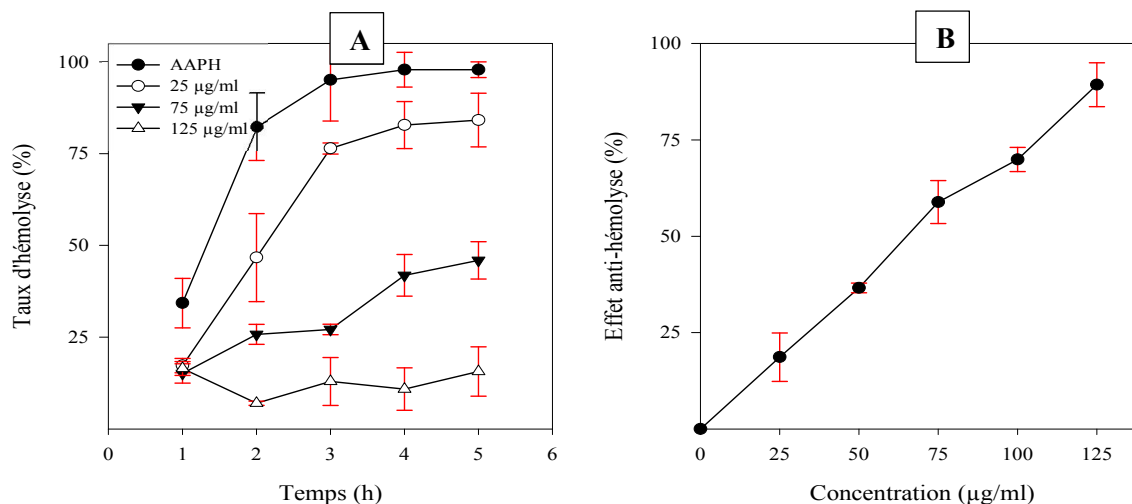 A
AAPH
25 µg/ml
75 µg/ml
125 µg/ml
Taux d'hémolyse (%)
100
75
50
25
0 1 2 3 4 5 6
Temps (h)
B
Effet anti-hémolyse (%)
100
75
50
25
0 25 50 75 100 125
Concentration (µg/ml)